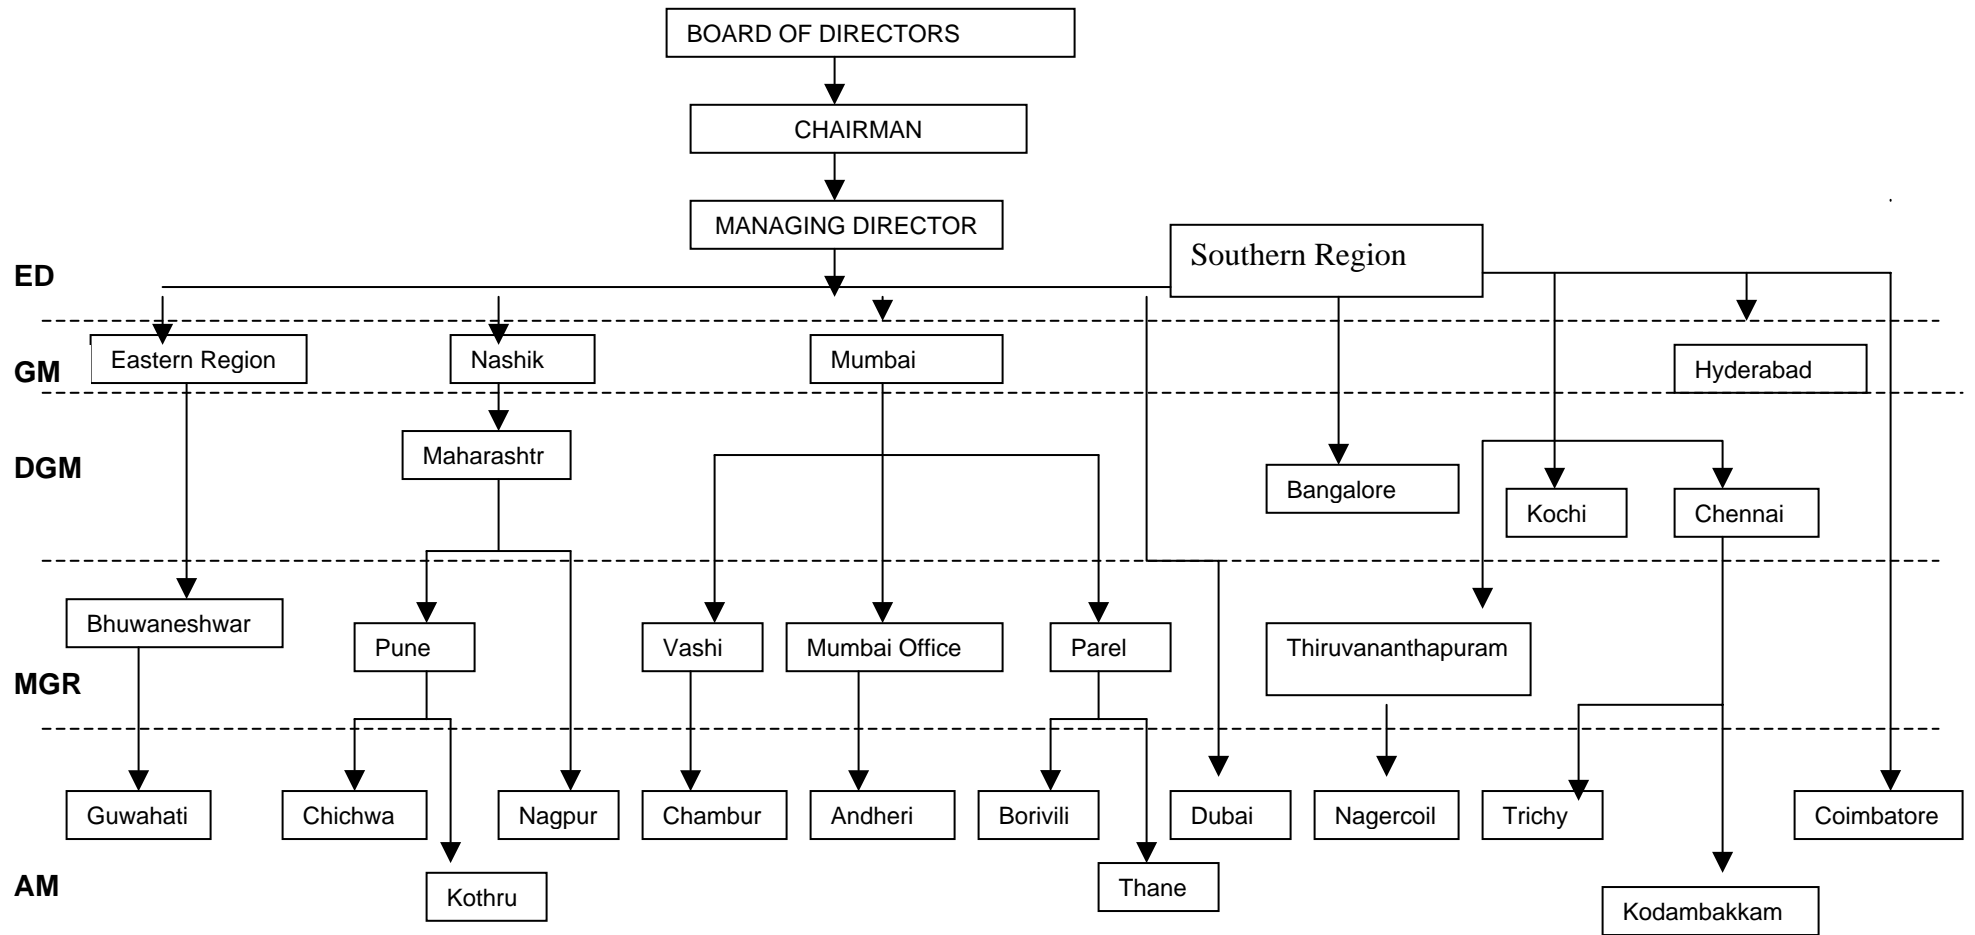 BOARD OF DIRECTORS
CHAIRMAN
MANAGING DIRECTOR
Southern Region
ED
Eastern Region
Nashik
Mumbai
Hyderabad
GM
Maharashtr
DGM
Bangalore
Kochi
Chennai
Bhuwaneshwar
Pune
Vashi
Mumbai Office
Parel
Thiruvananthapuram
MGR
Guwahati
Chichwa
Nagpur
Chambur
Andheri
Borivili
Dubai
Nagercoil
Trichy
Coimbatore
AM
Kothru
Thane
Kodambakkam